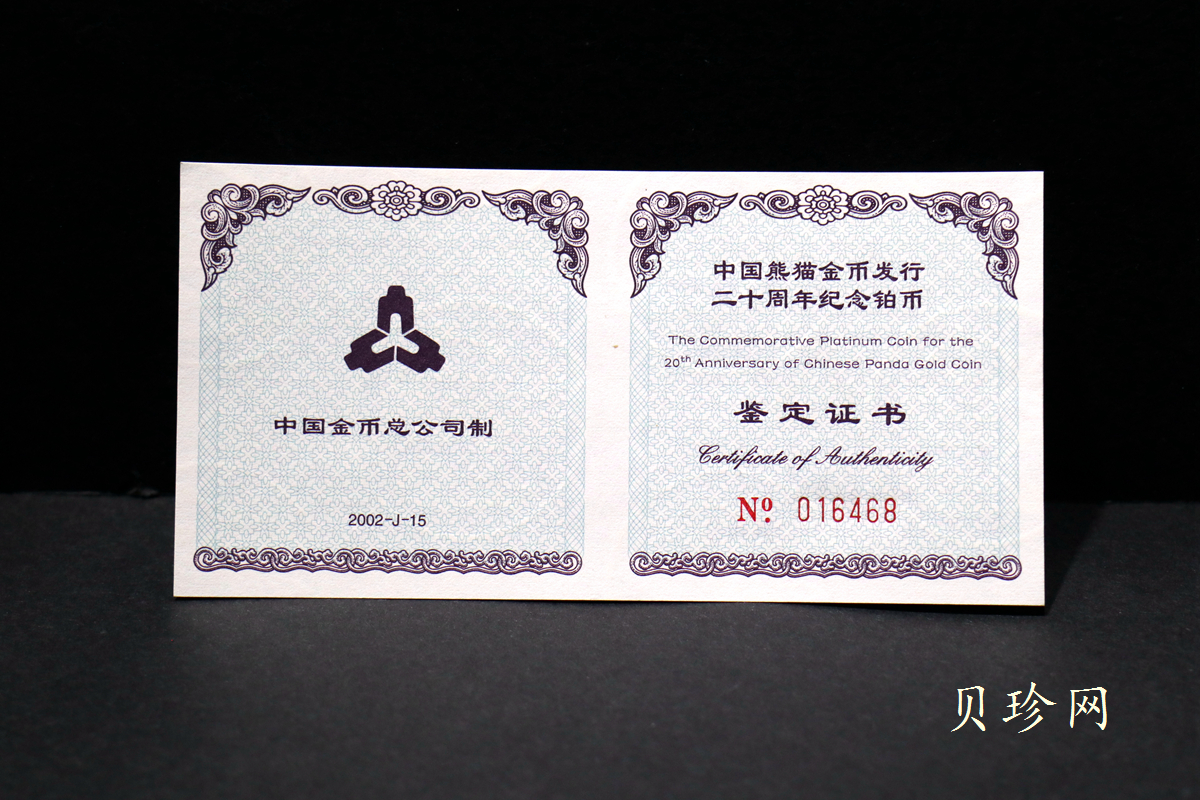 中国金币总公司制
2002-J-15
中国熊猫金币发行
二十周年纪念铂币
The Commemorative Platinum Coin for the
20th Anniversary of Chinese Panda Gold Coin
鉴定证书
Certificate of Authenticity
Nº. 016468
贝珍网